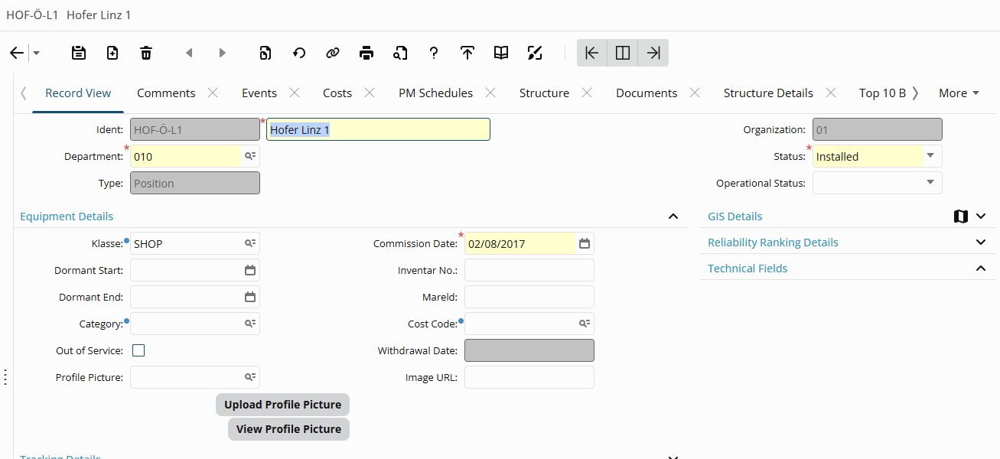 HOF-Ö-L1 Hofer Linz 1
Record View Comments Events Costs PM Schedules Structure Documents Structure Details Top 10 B More
Ident: HOF-Ö-L1 * Hofer Linz 1 Organization: 01
Department: * 010 Status: * Installed
Type: Position Operational Status:
Equipment Details GIS Details
Klasse: SHOP Commission Date: * 02/08/2017 Reliability Ranking Details
Dormant Start: Inventar No.: Technical Fields
Dormant End: Mareld:
Category: Cost Code:
Out of Service: Withdrawal Date:
Profile Picture: Image URL:
Upload Profile Picture
View Profile Picture
Tracking Details